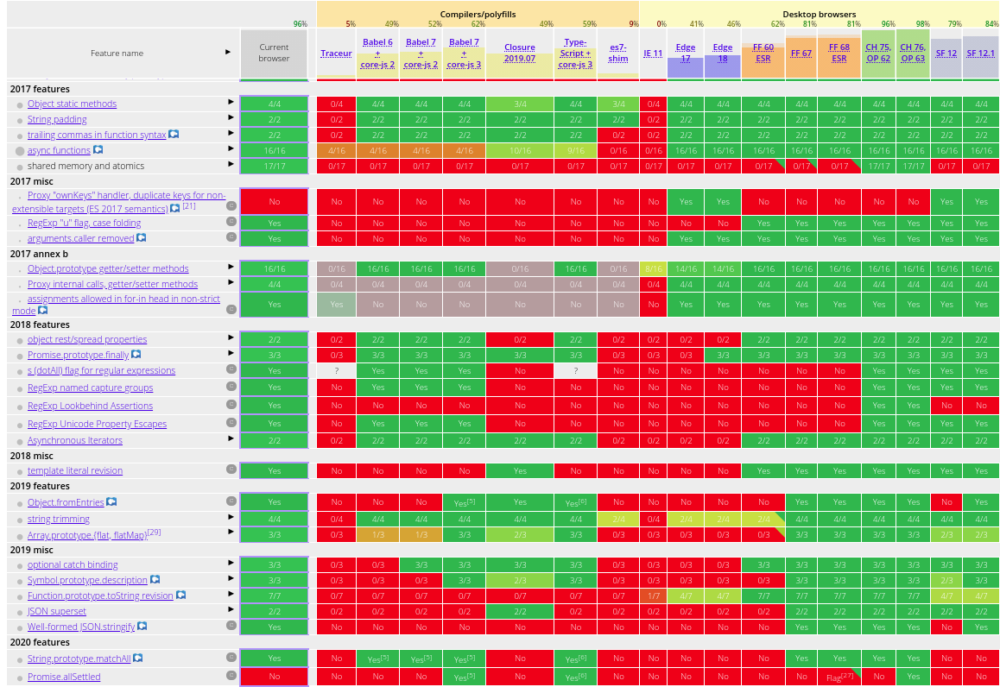 Compilers/polyfills Desktop browsers
96% 5% 49% 52% 61% 49% 59% 9% 0% 41% 46% 62% 81% 81% 96% 98% 79% 84%
Feature name ► Current browser Traceur Babel 6 + core-js 2 Babel 7 + core-js 2 Babel 7 + core-js 3 Closure 2019.07 Type-Script + core-js 3 es7-shim IE 11 Edge 17 Edge 18 FF 60 ESR FF 67 FF 68 ESR CH 75, OP 62 CH 76, OP 63 SF 12 SF 12.1
2017 features
Object static methods ► 4/4 0/4 4/4 4/4 4/4 3/4 4/4 3/4 0/4 4/4 4/4 4/4 4/4 4/4 4/4 4/4 4/4 4/4
String padding ► 2/2 0/2 2/2 2/2 2/2 2/2 2/2 2/2 0/2 2/2 2/2 2/2 2/2 2/2 2/2 2/2 2/2 2/2
trailing commas in function syntax ► 2/2 0/2 2/2 2/2 2/2 2/2 2/2 0/2 0/2 2/2 2/2 2/2 2/2 2/2 2/2 2/2 2/2 2/2
async functions ► 16/16 4/16 4/16 4/16 4/16 10/16 9/16 0/16 0/16 16/16 16/16 16/16 16/16 16/16 16/16 16/16 16/16 16/16
shared memory and atomics ► 17/17 0/17 0/17 0/17 0/17 0/17 0/17 0/17 0/17 0/17 0/17 0/17 0/17 0/17 17/17 17/17 0/17 0/17
2017 misc
Proxy "ownKeys" handler, duplicate keys for non-
extensible targets (ES 2017 semantics) [21] c No No No No No No No No No Yes Yes No No No No No Yes Yes
RegExp "u" flag, case folding c Yes No No No No No No No No No No Yes Yes Yes Yes Yes Yes Yes
arguments.caller removed c Yes No No No No No No No No Yes Yes Yes Yes Yes Yes Yes Yes Yes
2017 annex b
Object.prototype getter/setter methods ► 16/16 0/16 16/16 16/16 16/16 0/16 16/16 0/16 8/16 14/16 14/16 16/16 16/16 16/16 16/16 16/16 16/16 16/16
Proxy internal calls, getter/setter methods ► 4/4 0/4 0/4 0/4 0/4 0/4 0/4 0/4 0/4 4/4 4/4 4/4 4/4 4/4 4/4 4/4 4/4 4/4
assignments allowed in for-in head in non-strict
mode c Yes Yes No No No No No No No Yes Yes Yes Yes Yes Yes Yes Yes Yes
2018 features
object rest/spread properties ► 2/2 0/2 2/2 2/2 2/2 0/2 2/2 0/2 0/2 0/2 0/2 2/2 2/2 2/2 2/2 2/2 2/2 2/2
Promise.prototype.finally ► 3/3 0/3 3/3 3/3 3/3 3/3 3/3 0/3 0/3 0/3 3/3 3/3 3/3 3/3 3/3 3/3 3/3 3/3
s (dotAll) flag for regular expressions c Yes ? Yes Yes Yes No ? No No No No No No No Yes Yes Yes Yes
RegExp named capture groups c Yes No Yes Yes Yes No No No No No No No No No Yes Yes Yes Yes
RegExp Lookbehind Assertions c Yes No No No No No No No No No No No No No Yes Yes No No
RegExp Unicode Property Escapes c Yes No Yes Yes Yes No No No No No No No No No Yes Yes Yes Yes
Asynchronous Iterators ► 2/2 0/2 2/2 2/2 2/2 2/2 2/2 0/2 0/2 0/2 0/2 2/2 2/2 2/2 2/2 2/2 2/2 2/2
2018 misc
template literal revision c Yes No No No No Yes No No No No No Yes Yes Yes Yes Yes Yes Yes
2019 features
Object.fromEntries c Yes No No No Yes[5] Yes Yes[6] No No No No No Yes Yes Yes Yes No Yes
string trimming ► 4/4 0/4 4/4 4/4 4/4 4/4 4/4 2/4 0/4 2/4 2/4 2/4 4/4 4/4 4/4 4/4 4/4 4/4
Array.prototype.{flat, flatMap}[29] ► 3/3 0/3 1/3 1/3 3/3 2/3 3/3 0/3 0/3 0/3 0/3 0/3 3/3 3/3 3/3 3/3 2/3 2/3
2019 misc
optional catch binding ► 3/3 0/3 0/3 3/3 3/3 3/3 3/3 0/3 0/3 0/3 0/3 3/3 3/3 3/3 3/3 3/3 3/3 3/3
Symbol.prototype.description ► 3/3 0/3 0/3 0/3 3/3 2/3 3/3 0/3 0/3 0/3 0/3 0/3 3/3 3/3 3/3 3/3 2/3 3/3
Function.prototype.toString revision ► 7/7 0/7 0/7 0/7 0/7 0/7 0/7 0/7 1/7 4/7 4/7 7/7 7/7 7/7 7/7 7/7 4/7 4/7
JSON superset ► 2/2 0/2 0/2 0/2 0/2 2/2 0/2 0/2 0/2 0/2 0/2 0/2 2/2 2/2 2/2 2/2 2/2 2/2
Well-formed JSON.stringify c Yes No No No No No No No No No No No Yes Yes Yes Yes No Yes
2020 features
String.prototype.matchAll c Yes No Yes[5] Yes[5] Yes[5] No Yes[6] No No No No No Yes Yes Yes Yes No No
Promise.allSettled c No No No No Yes[5] No Yes[6] No No No No No No Flag[27] No Yes No No